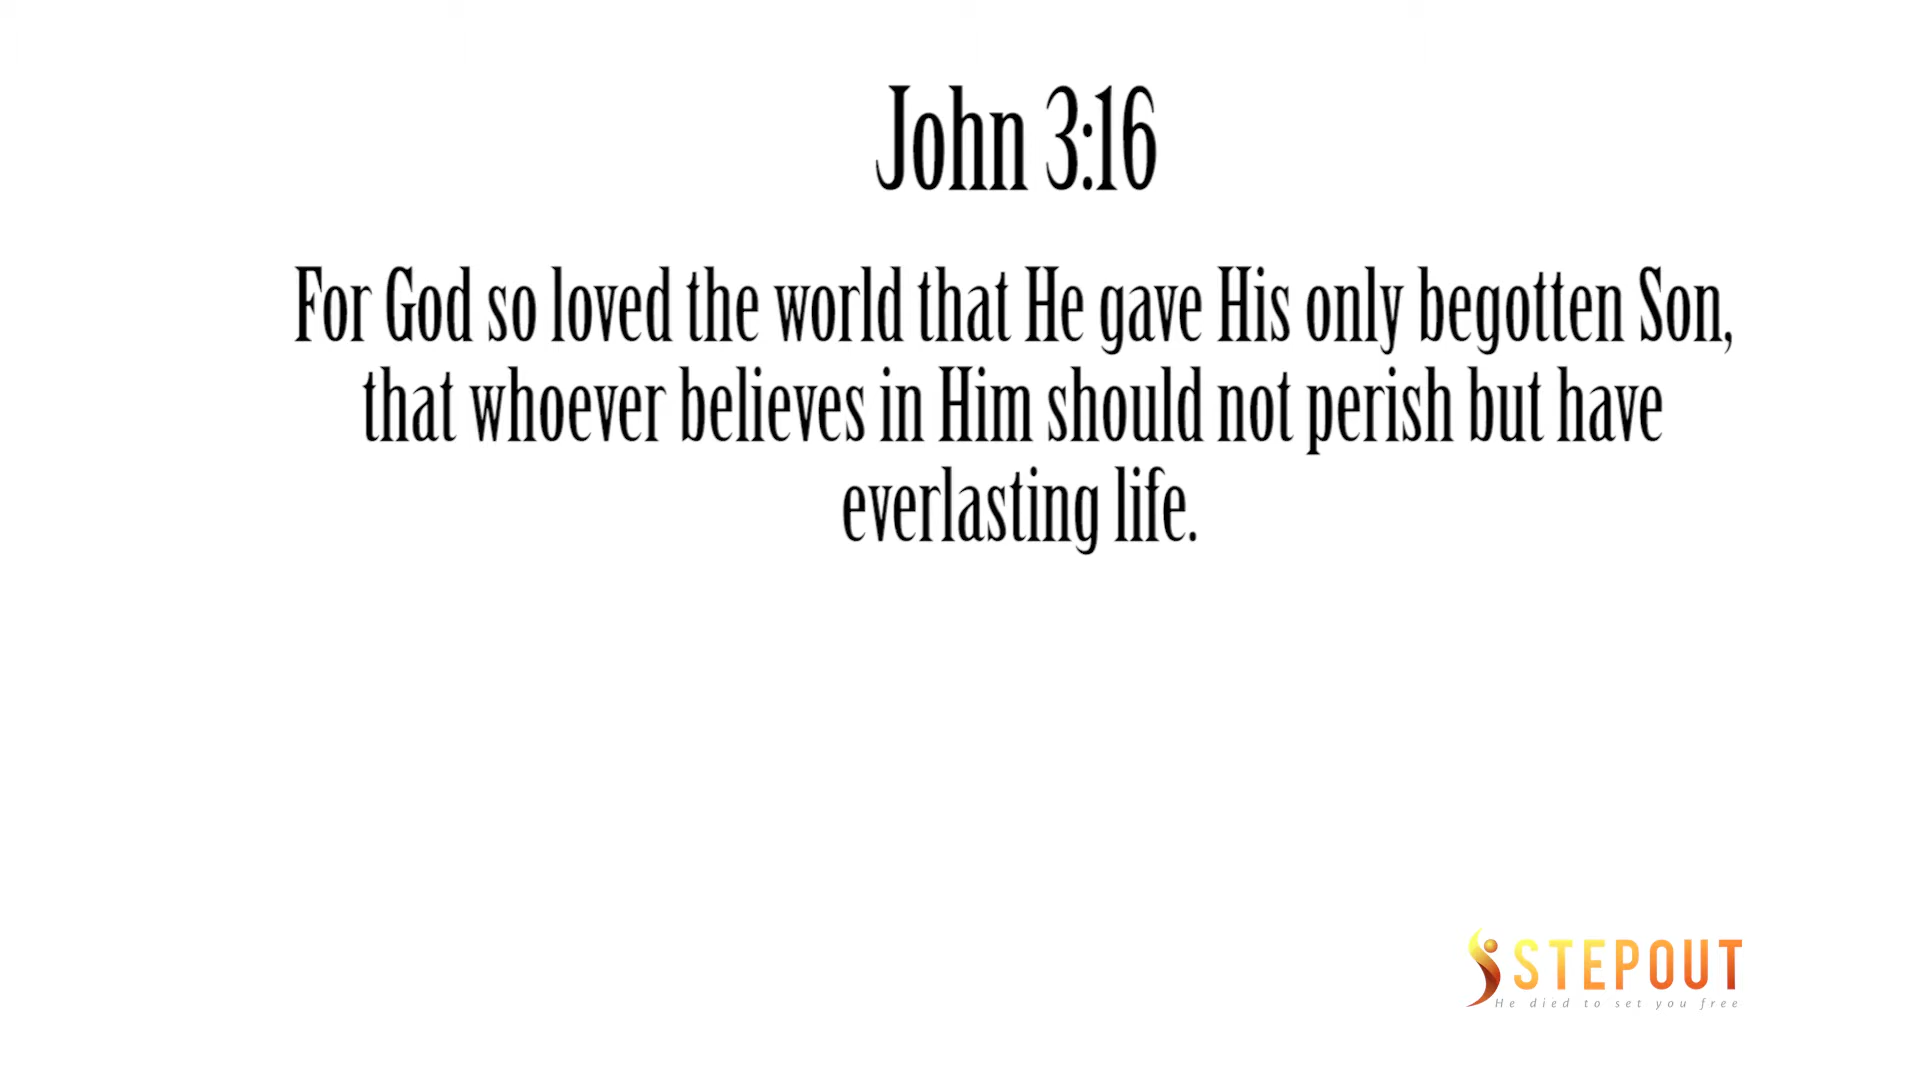 John 3:16
For God so loved the world that He gave His only begotten Son,
that whoever believes in Him should not perish but have
everlasting life.
STEPOUT
He died to set you free